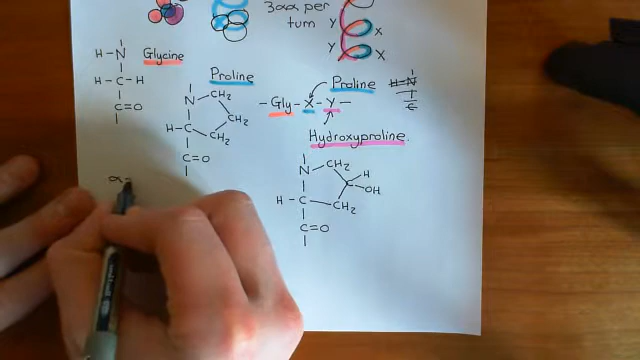 3αα per
turn
Y
X
Y
X
H-N
Glycine
H-C-H
C=O
Proline
N-CH₂
CH₂
H-C-CH₂
C=O
Proline
-Gly-X-Y-
H-N
Hydroxyproline.
N-CH₂
H
C-OH
H-C-CH₂
C=O